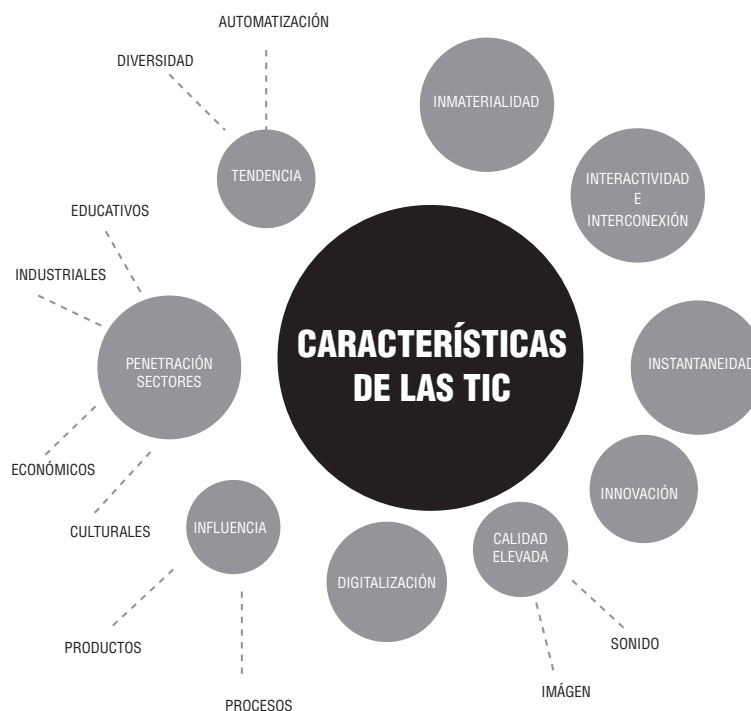 AUTOMATIZACIÓN
DIVERSIDAD
TENDENCIA
INMATERIALIDAD
INTERACTIVIDAD
E
INTERCONEXIÓN
EDUCATIVOS
INDUSTRIALES
PENETRACIÓN
SECTORES
ECONÓMICOS
CULTURALES
CARACTERÍSTICAS
DE LAS TIC
INSTANTANEIDAD
INNOVACIÓN
CALIDAD
ELEVADA
SONIDO
IMÁGEN
DIGITALIZACIÓN
INFLUENCIA
PRODUCTOS
PROCESOS